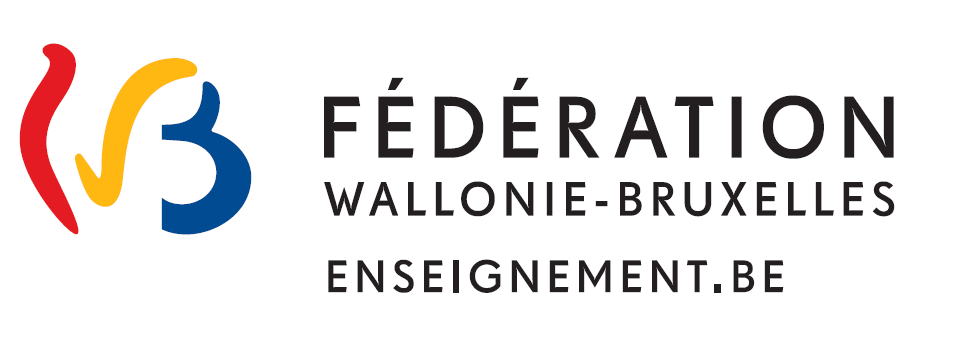 FÉDÉRATION
WALLONIE-BRUXELLES
ENSEIGNEMENT.BE